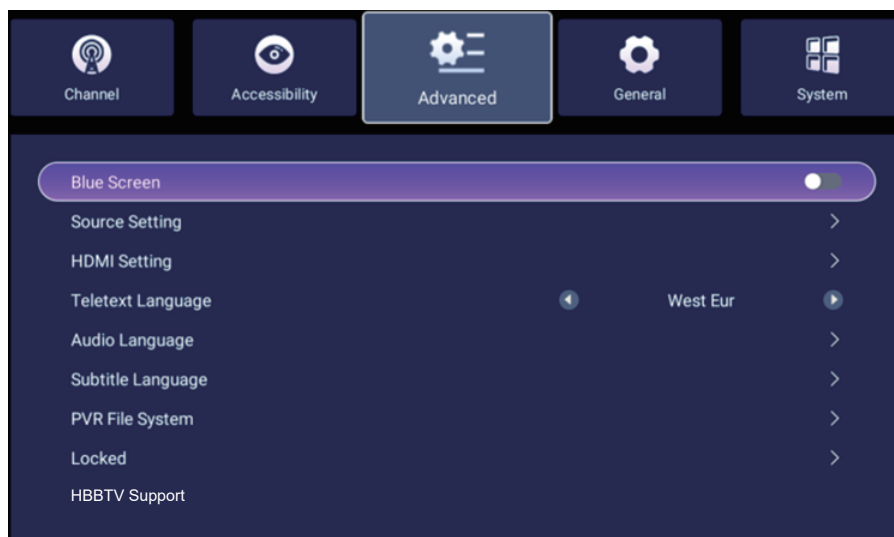 Channel Accessibility Advanced General System
Blue Screen
Source Setting
HDMI Setting
Teletext Language West Eur
Audio Language
Subtitle Language
PVR File System
Locked
HBBTV Support